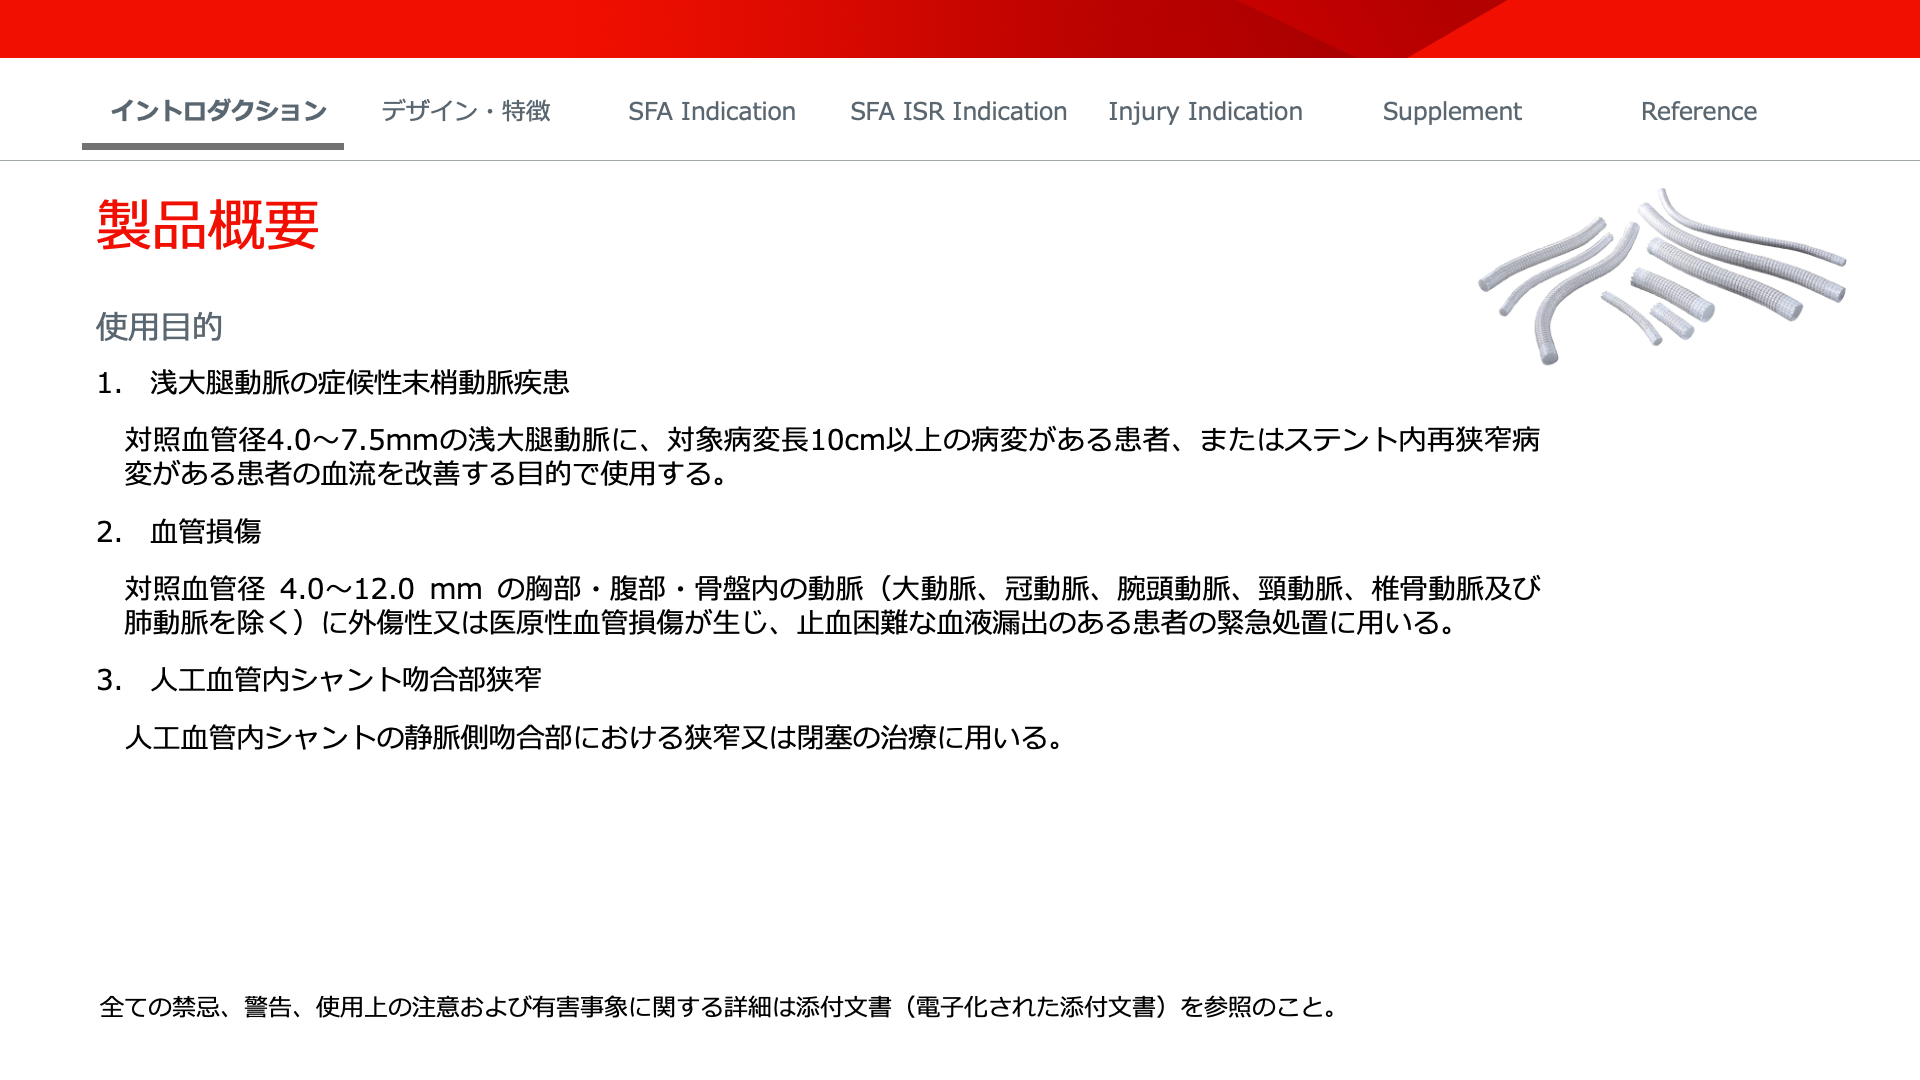 イントロダクション
デザイン・特徴
SFA Indication
SFA ISR Indication
Injury Indication
Supplement
Reference
製品概要
使用目的
1. 浅大腿動脈の症候性末梢動脈疾患
対照血管径4.0～7.5mmの浅大腿動脈に、対象病変長10cm以上の病変がある患者、またはステント内再狭窄病
変がある患者の血流を改善する目的で使用する。
2. 血管損傷
対照血管径 4.0～12.0 mm の胸部・腹部・骨盤内の動脈（大動脈、冠動脈、腕頭動脈、頸動脈、椎骨動脈及び
肺動脈を除く）に外傷性又は医原性血管損傷が生じ、止血困難な血液漏出のある患者の緊急処置に用いる。
3. 人工血管内シャント吻合部狭窄
人工血管内シャントの静脈側吻合部における狭窄又は閉塞の治療に用いる。
全ての禁忌、警告、使用上の注意および有害事象に関する詳細は添付文書（電子化された添付文書）を参照のこと。